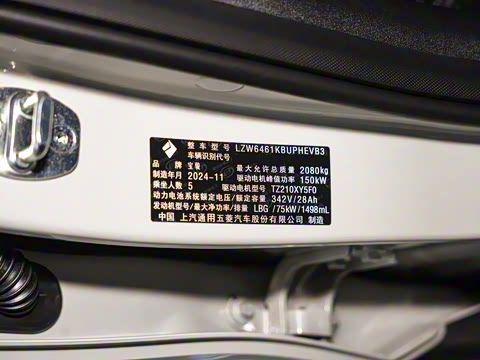 整车型号 LZW6461KBUPHEVB3
车辆识别代号
品牌 宝骏 最大允许总质量 2080kg
制造年月 2024-11 驱动电机峰值功率 150kW
乘坐人数 5 驱动电机型号 TZ210XY5F0
动力电池系统额定电压/额定容量 342V/28Ah
发动机型号/最大净功率/排量 LBG /75kW/1498mL
中国 上汽通用五菱汽车股份有限公司 制造